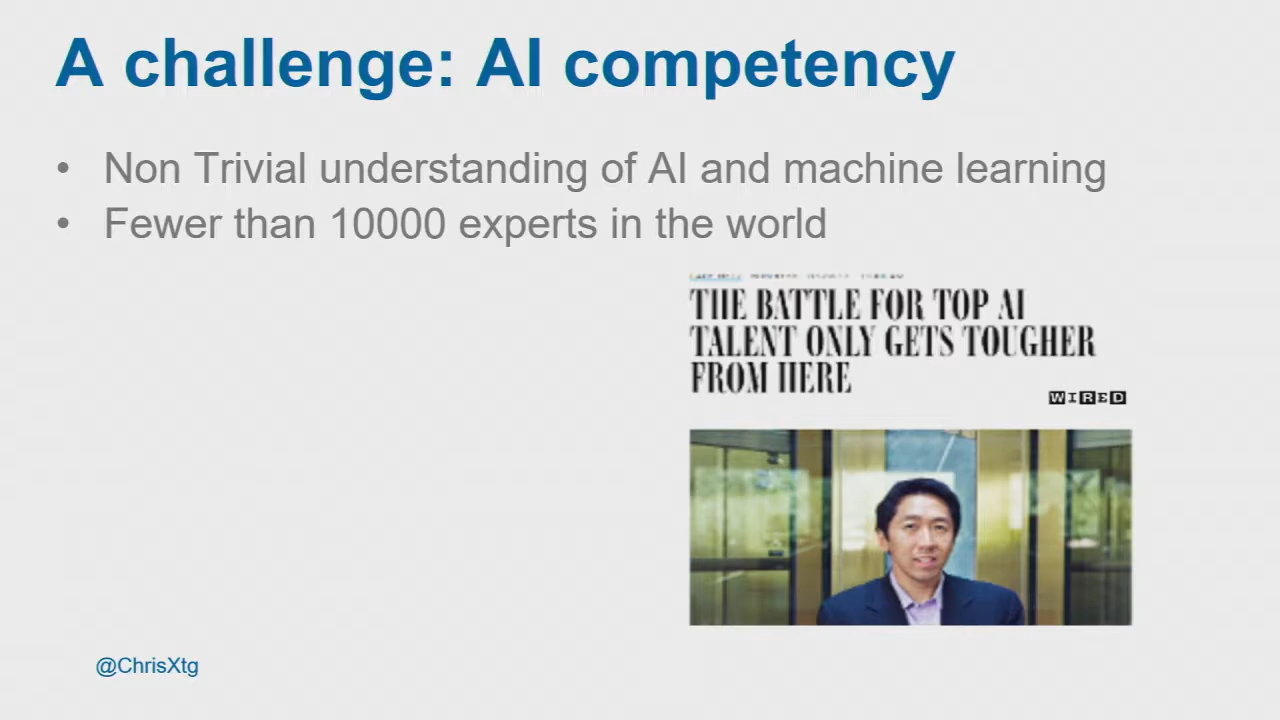 A challenge: AI competency
• Non Trivial understanding of AI and machine learning
• Fewer than 10000 experts in the world
THE BATTLE FOR TOP AI
TALENT ONLY GETS TOUGHER
FROM HERE
WIRED
@ChrisXtg